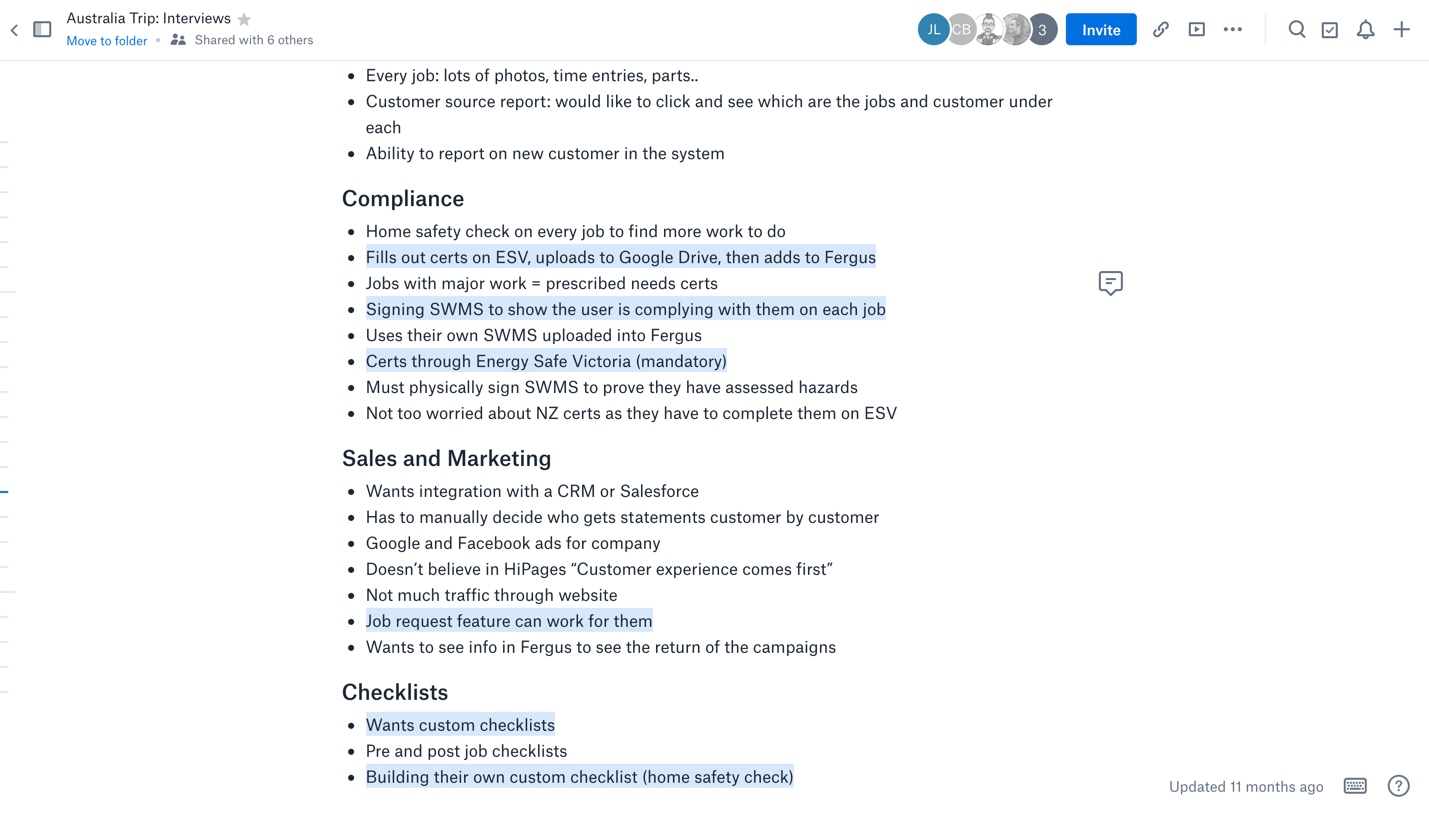 Australia Trip: Interviews
Move to folder • Shared with 6 others
JL CB 3 Invite
Every job: lots of photos, time entries, parts..
Customer source report: would like to click and see which are the jobs and customer under
each
Ability to report on new customer in the system
Compliance
Home safety check on every job to find more work to do
Fills out certs on ESV, uploads to Google Drive, then adds to Fergus
Jobs with major work = prescribed needs certs
Signing SWMS to show the user is complying with them on each job
Uses their own SWMS uploaded into Fergus
Certs through Energy Safe Victoria (mandatory)
Must physically sign SWMS to prove they have assessed hazards
Not too worried about NZ certs as they have to complete them on ESV
Sales and Marketing
Wants integration with a CRM or Salesforce
Has to manually decide who gets statements customer by customer
Google and Facebook ads for company
Doesn’t believe in HiPages “Customer experience comes first”
Not much traffic through website
Job request feature can work for them
Wants to see info in Fergus to see the return of the campaigns
Checklists
Wants custom checklists
Pre and post job checklists
Building their own custom checklist (home safety check)
Updated 11 months ago